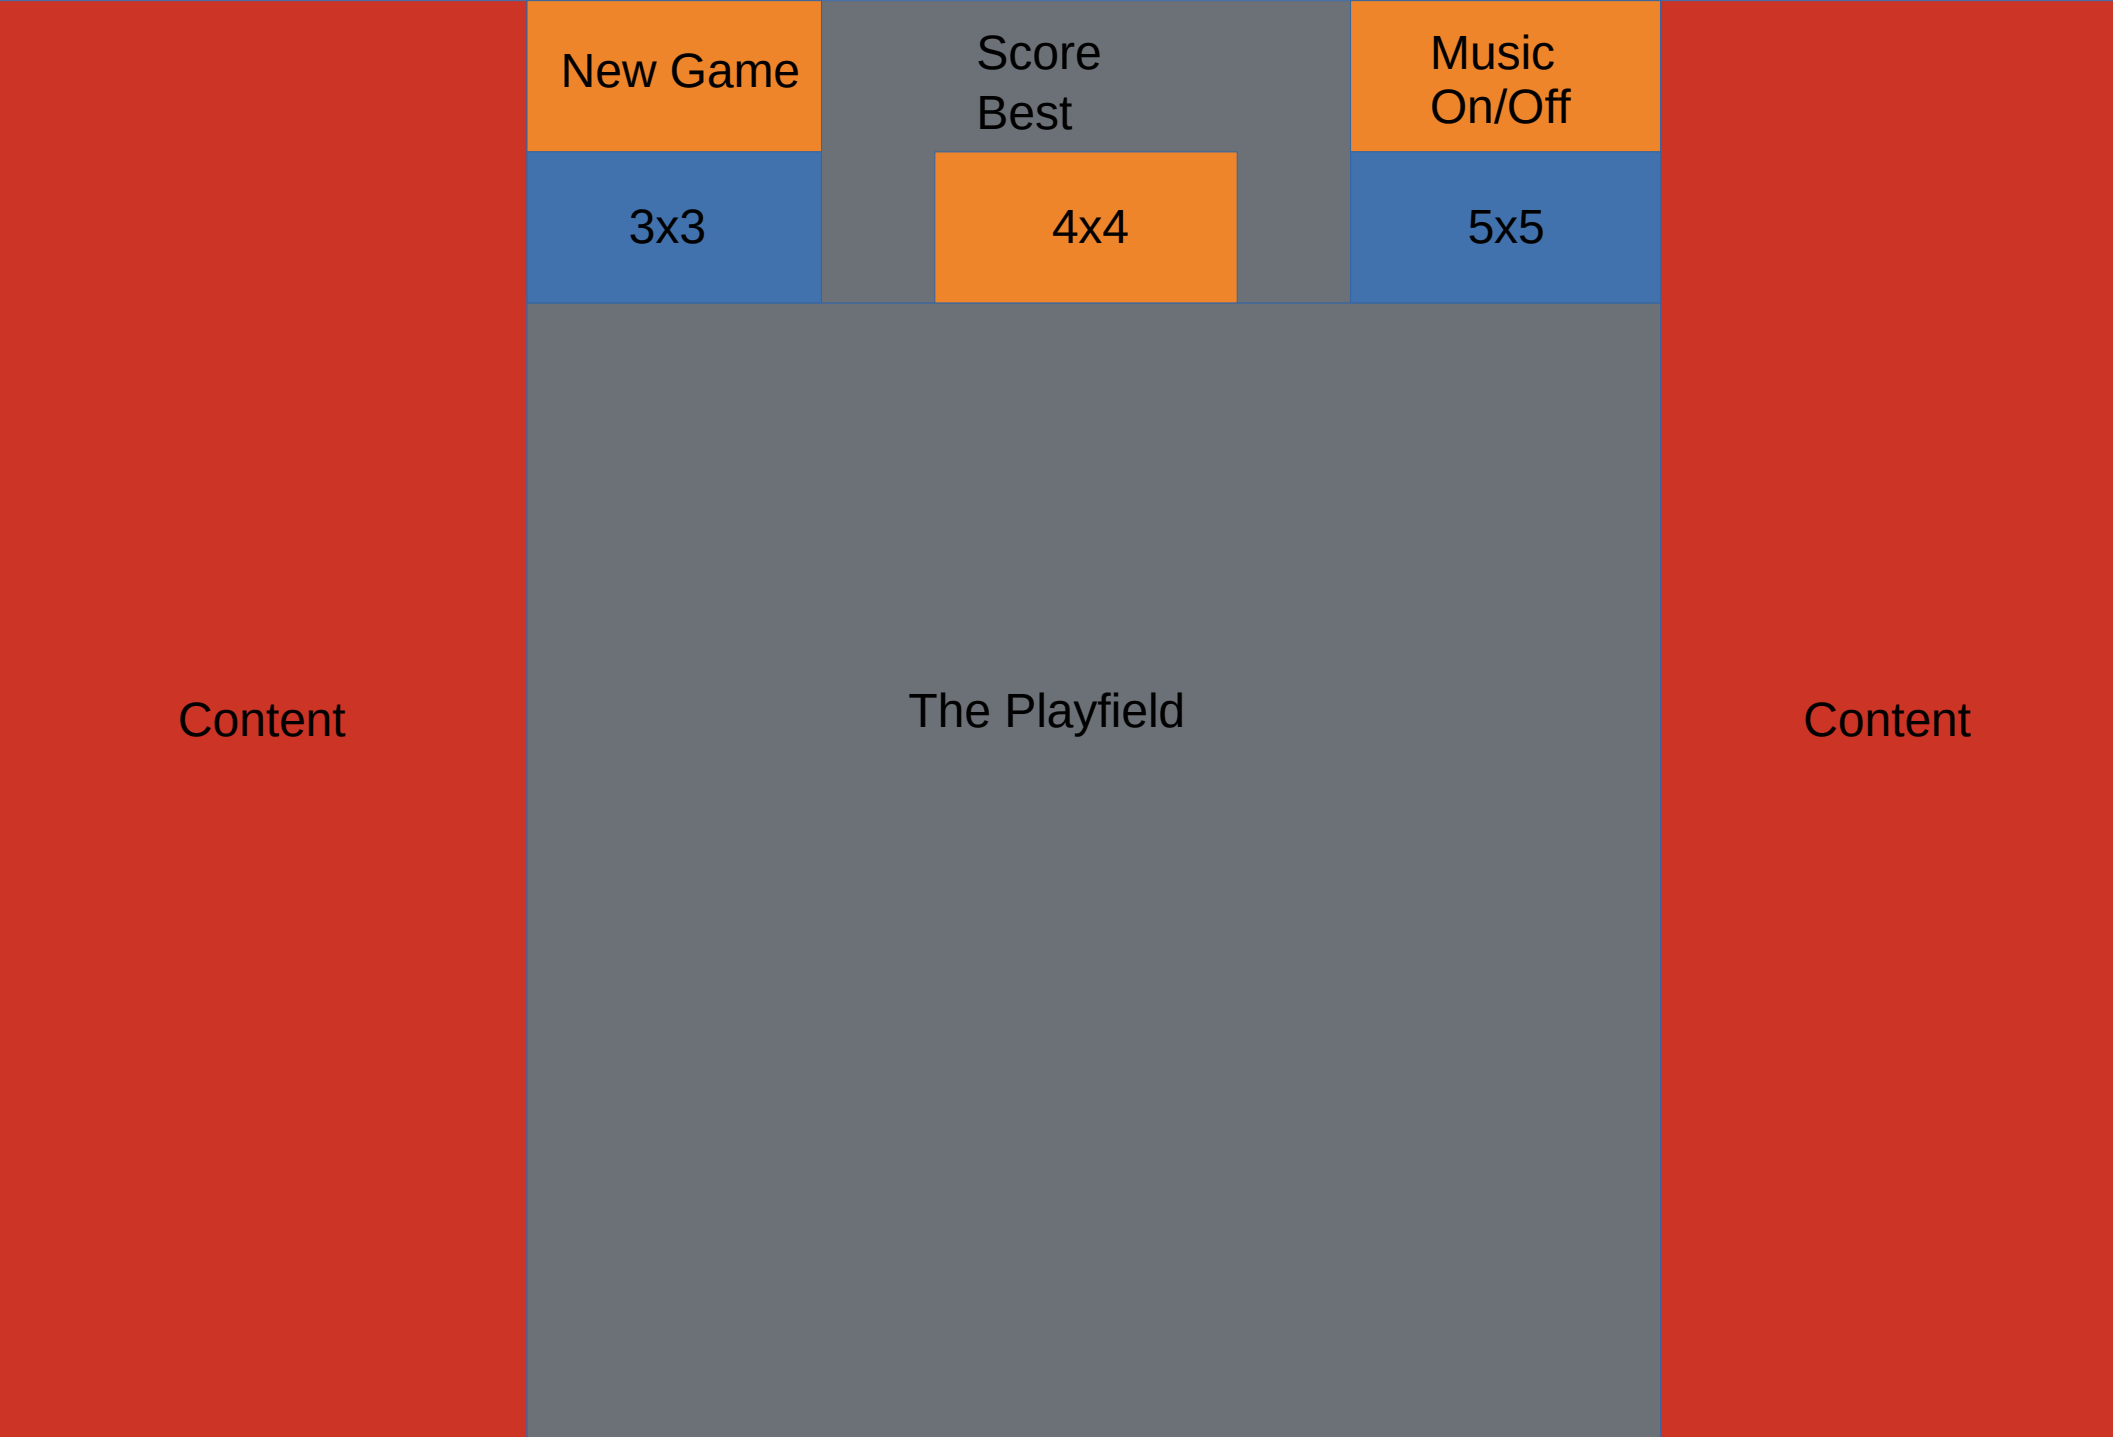 New Game
Score
Best
Music
On/Off
3x3
4x4
5x5
Content
The Playfield
Content